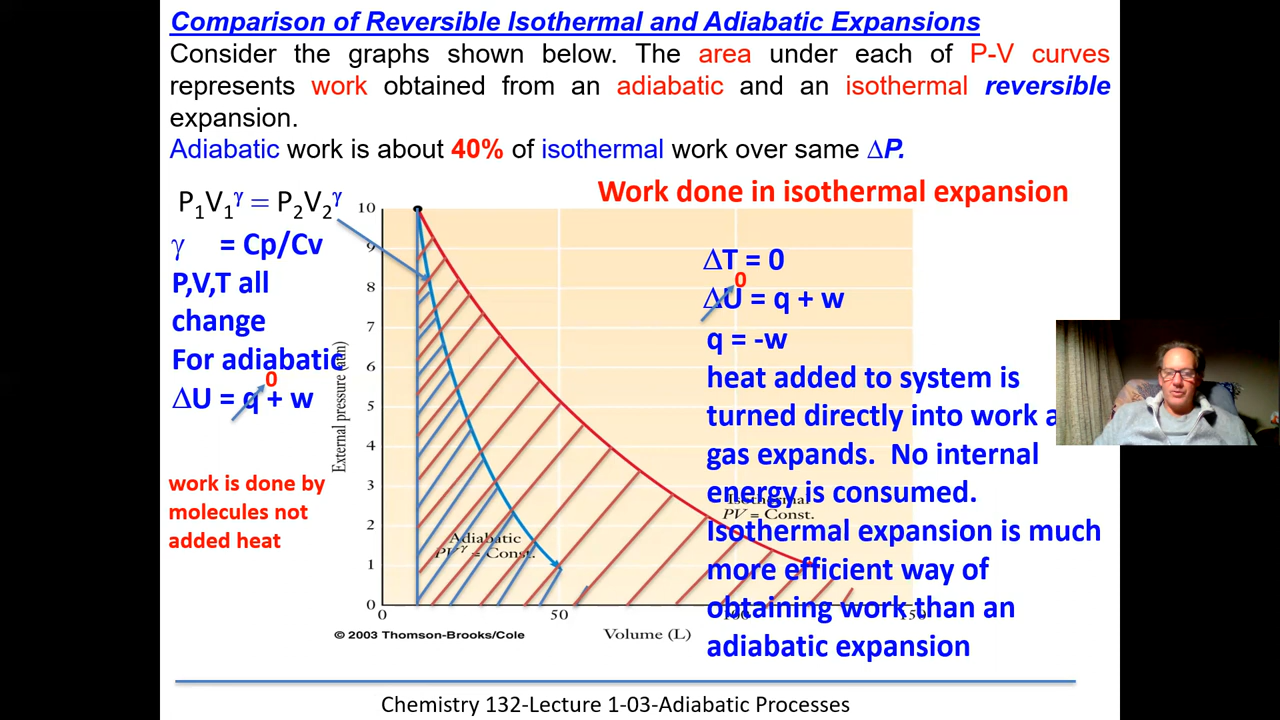 Comparison of Reversible Isothermal and Adiabatic Expansions
Consider the graphs shown below. The area under each of P-V curves
represents work obtained from an adiabatic and an isothermal reversible
expansion.
Adiabatic work is about 40% of isothermal work over same ΔP.
Work done in isothermal expansion
P₁V₁ᵞ = P₂V₂ᵞ
γ = Cp/Cv
P,V,T all
change
For adiabatic
0
ΔU = q + w
work is done by
molecules not
added heat
External pressure (atm)
10
9
8
7
6
5
4
3
2
1
0
0
50
100
150
Volume (L)
Adiabatic
PVᵞ = Const.
Isothermal
PV = Const.
ΔT = 0
0
ΔU = q + w
q = -w
heat added to system is
turned directly into work a
gas expands. No internal
energy is consumed.
Isothermal expansion is much
more efficient way of
obtaining work than an
adiabatic expansion
© 2003 Thomson-Brooks/Cole
Chemistry 132-Lecture 1-03-Adiabatic Processes